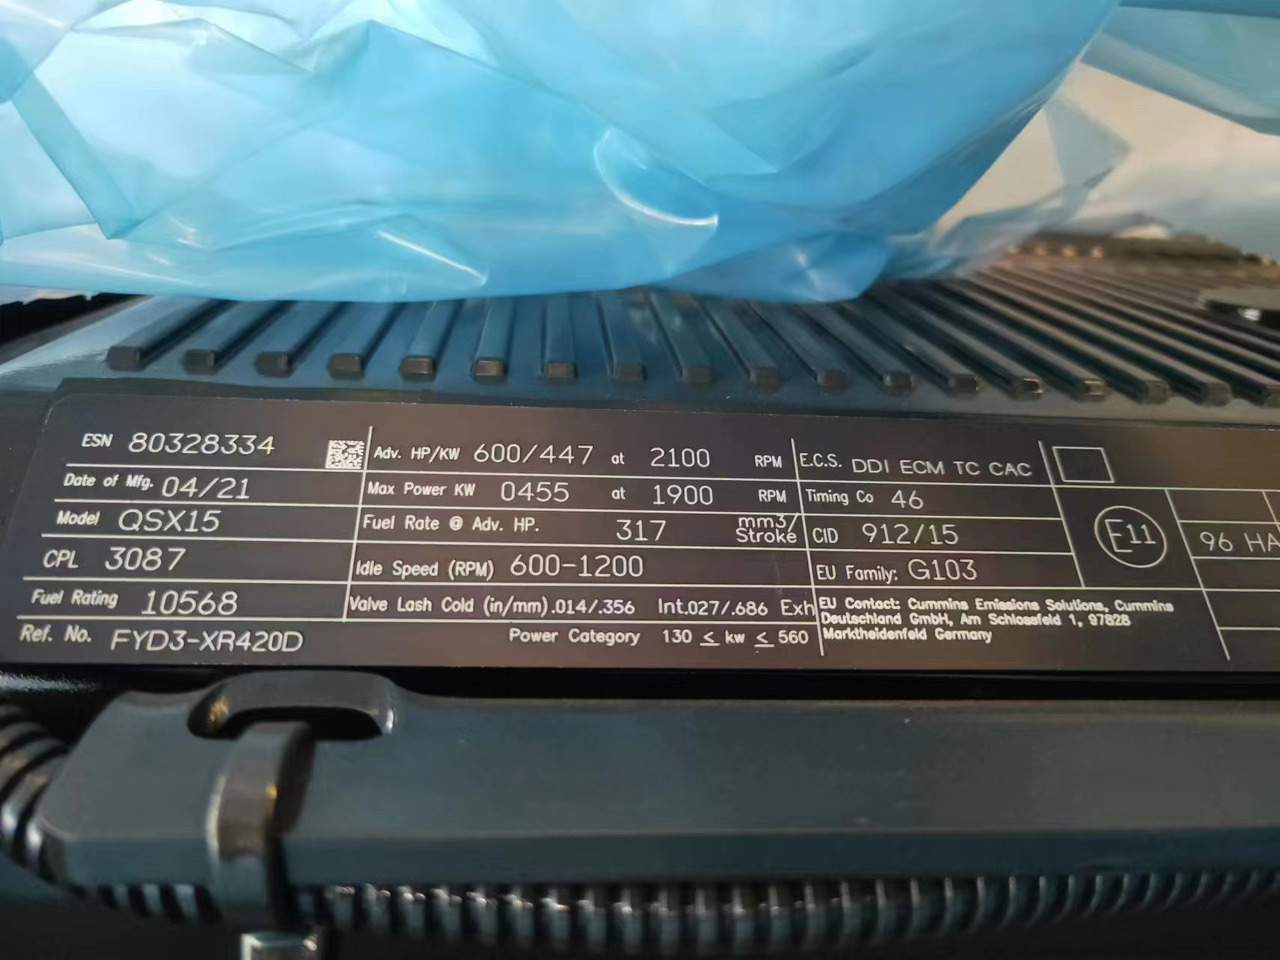 ESN 80328334
Date of Mfg. 04/21
Model QSX15
CPL 3087
Fuel Rating 10568
Ref. No. FYD3-XR420D
Adv. HP/KW 600/447 at 2100 RPM
Max Power KW 0455 at 1900 RPM
Fuel Rate @ Adv. HP. 317 mm3/Stroke
Idle Speed (RPM) 600-1200
Valve Lash Cold (in/mm) .014/.356 Int .027/.686 Exh
Power Category 130 ≤ kw ≤ 560
E.C.S. DDI ECM TC CAC
Timing Co 46
CID 912/15
EU Family: G103
EU Contact: Cummins Emissions Solutions, Cummins
Deutschland GmbH, Am Schlossfeld 1, 97828
Marktheidenfeld Germany
E11
96 HA